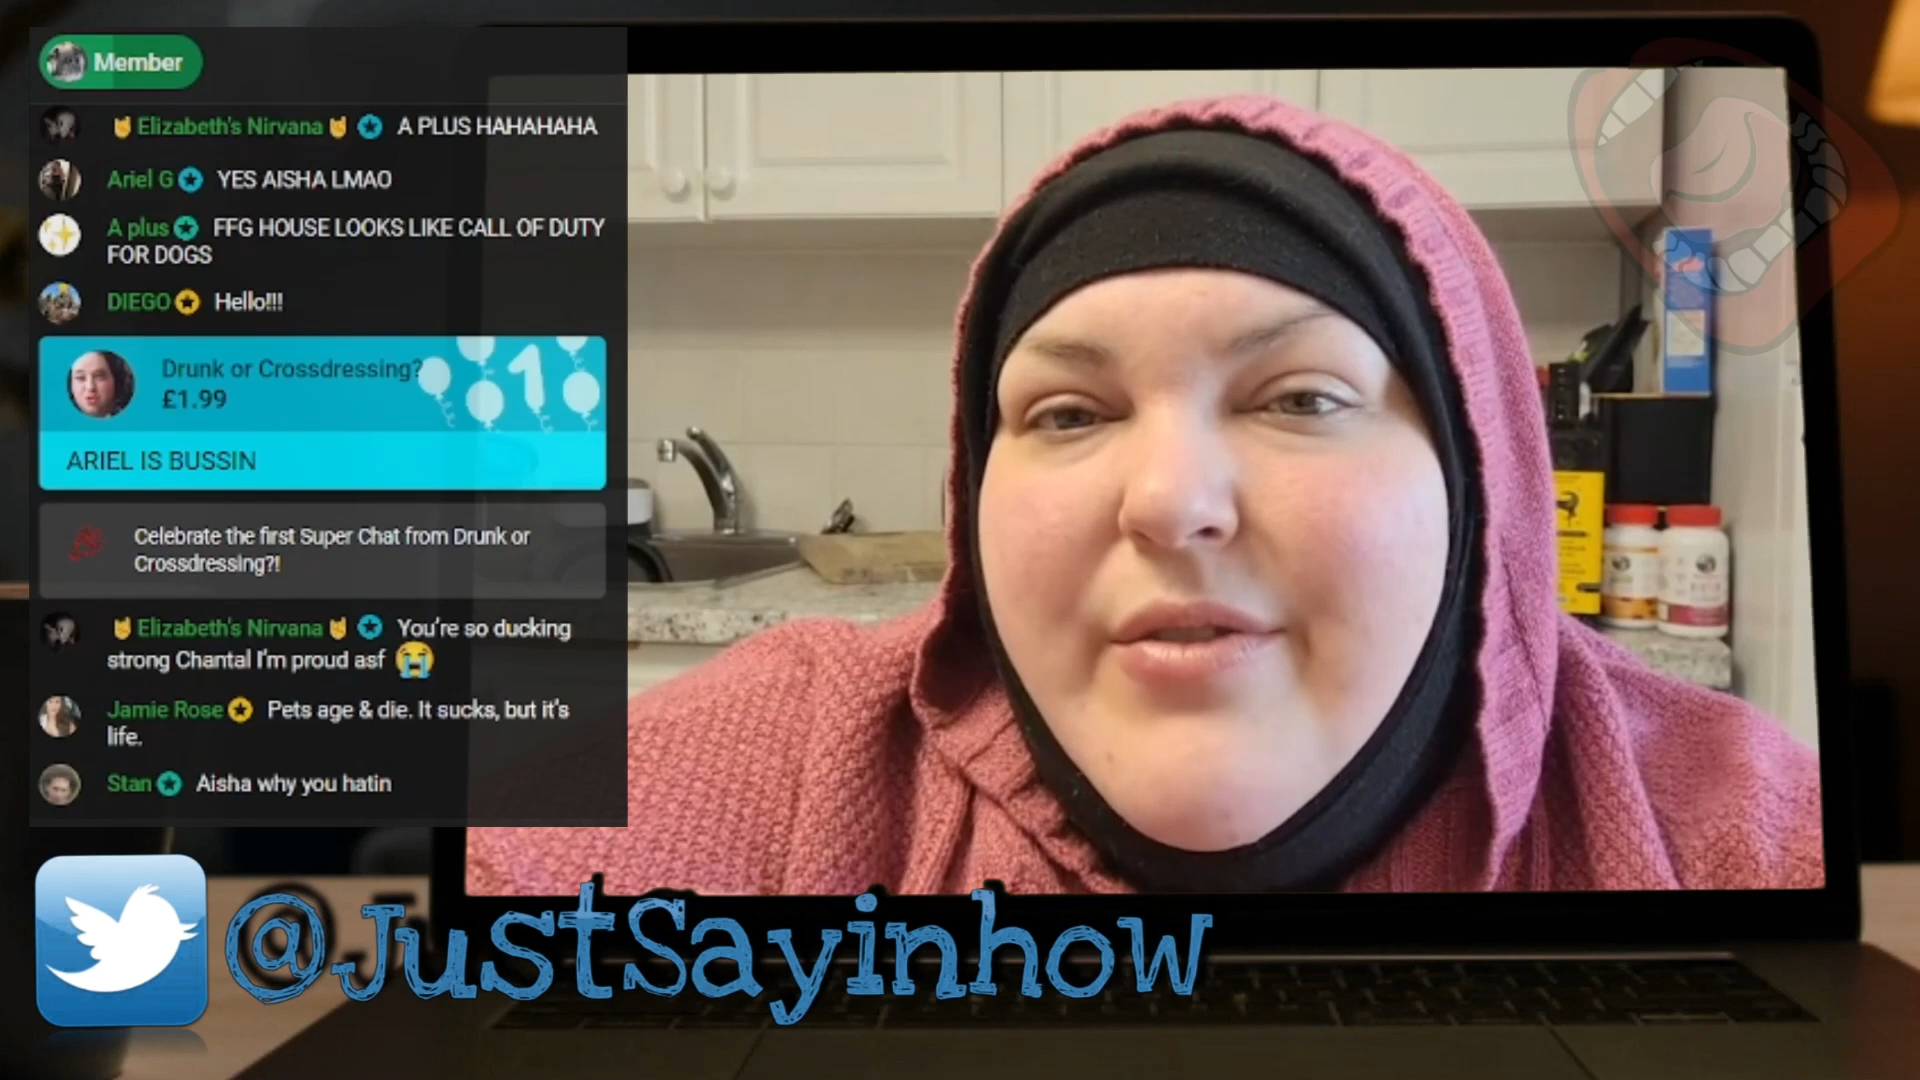 Member
Elizabeth's Nirvana A PLUS HAHAHAHA
Ariel G YES AISHA LMAO
A plus FFG HOUSE LOOKS LIKE CALL OF DUTY
FOR DOGS
DIEGO Hello!!!
Drunk or Crossdressing?
£1.99
1
ARIEL IS BUSSIN
Celebrate the first Super Chat from Drunk or
Crossdressing?!
Elizabeth's Nirvana You're so ducking
strong Chantal I'm proud asf
Jamie Rose Pets age & die. It sucks, but it's
life.
Stan Aisha why you hatin
@JustSayinhow